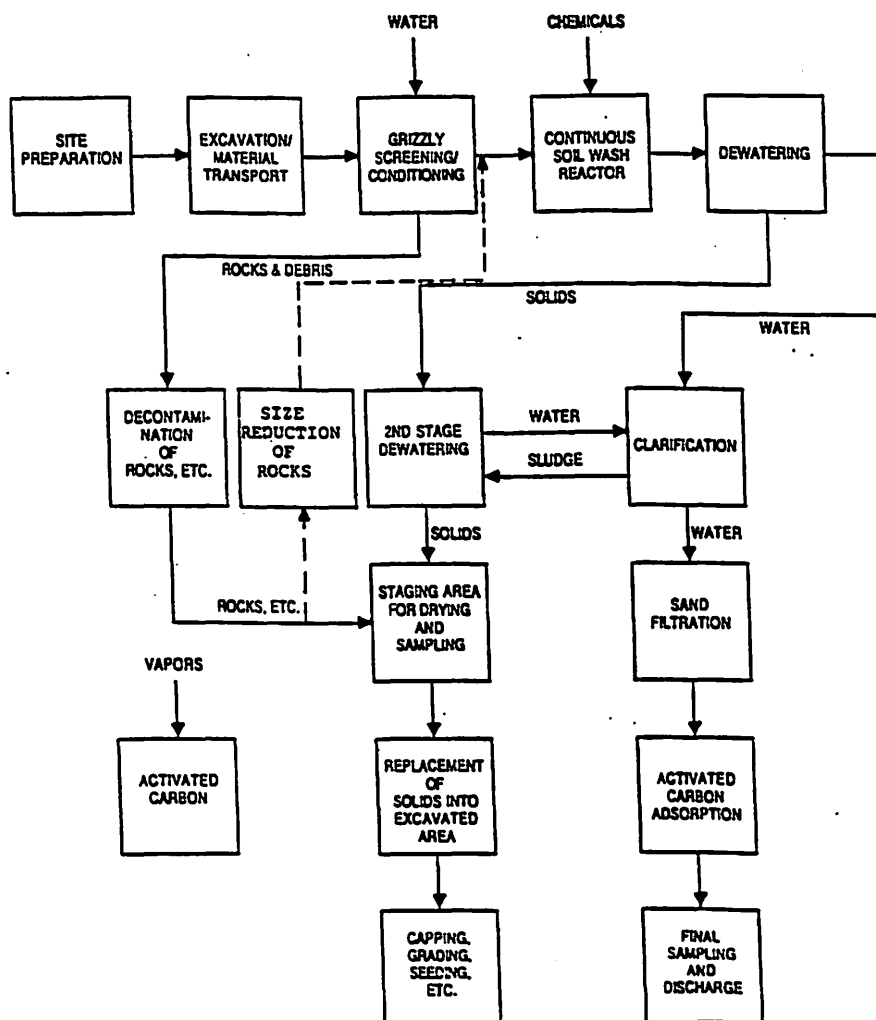 WATER
CHEMICALS
SITE
PREPARATION
EXCAVATION/
MATERIAL
TRANSPORT
GRIZZLY
SCREENING/
CONDITIONING
CONTINUOUS
SOIL WASH
REACTOR
DEWATERING
ROCKS & DEBRIS
SOLIDS
WATER
DECONTAMI-
NATION
OF
ROCKS, ETC.
SIZE
REDUCTION
OF
ROCKS
2ND STAGE
DEWATERING
WATER
SLUDGE
CLARIFICATION
SOLIDS
WATER
ROCKS, ETC.
STAGING AREA
FOR DRYING
AND
SAMPLING
SAND
FILTRATION
VAPORS
ACTIVATED
CARBON
REPLACEMENT
OF
SOLIDS INTO
EXCAVATED
AREA
ACTIVATED
CARBON
ADSORPTION
CAPPING,
GRADING,
SEEDING,
ETC.
FINAL
SAMPLING
AND
DISCHARGE